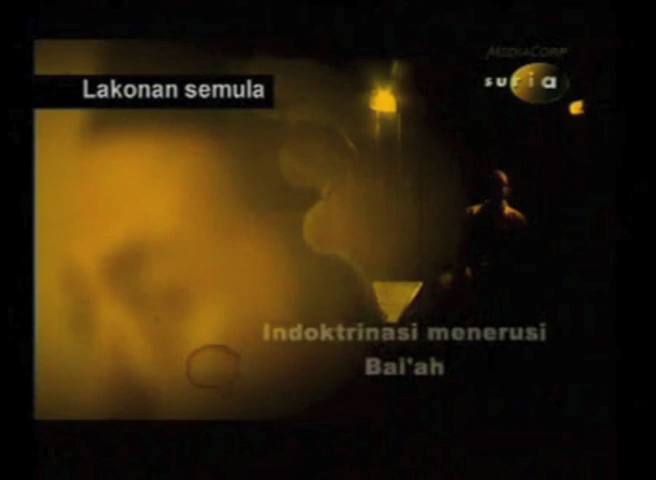 MEDIACORP
suria
Lakonan semula
Indoktrinasi menerusi
Bai'ah